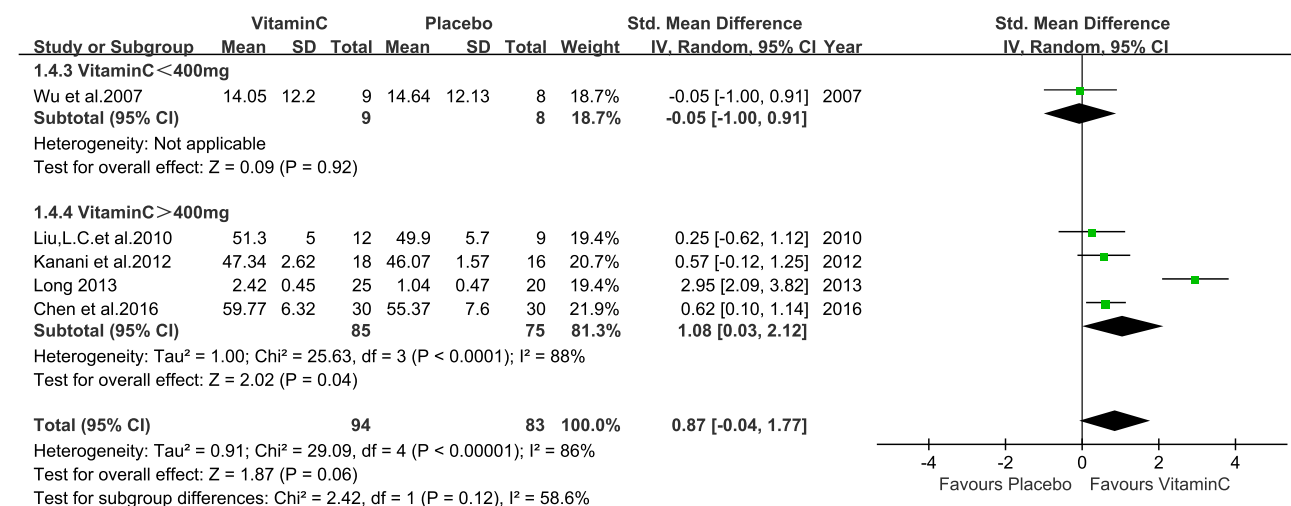 VitaminC Placebo Std. Mean Difference Std. Mean Difference
Study or Subgroup Mean SD Total Mean SD Total Weight IV, Random, 95% CI Year IV, Random, 95% CI
1.4.3 VitaminC＜400mg
Wu et al.2007 14.05 12.2 9 14.64 12.13 8 18.7% -0.05 [-1.00, 0.91] 2007
Subtotal (95% CI) 9 8 18.7% -0.05 [-1.00, 0.91]
Heterogeneity: Not applicable
Test for overall effect: Z = 0.09 (P = 0.92)
1.4.4 VitaminC＞400mg
Liu,L.C.et al.2010 51.3 5 12 49.9 5.7 9 19.4% 0.25 [-0.62, 1.12] 2010
Kanani et al.2012 47.34 2.62 18 46.07 1.57 16 20.7% 0.57 [-0.12, 1.25] 2012
Long 2013 2.42 0.45 25 1.04 0.47 20 19.4% 2.95 [2.09, 3.82] 2013
Chen et al.2016 59.77 6.32 30 55.37 7.6 30 21.9% 0.62 [0.10, 1.14] 2016
Subtotal (95% CI) 85 75 81.3% 1.08 [0.03, 2.12]
Heterogeneity: Tau² = 1.00; Chi² = 25.63, df = 3 (P < 0.0001); I² = 88%
Test for overall effect: Z = 2.02 (P = 0.04)
Total (95% CI) 94 83 100.0% 0.87 [-0.04, 1.77]
Heterogeneity: Tau² = 0.91; Chi² = 29.09, df = 4 (P < 0.00001); I² = 86%
Test for overall effect: Z = 1.87 (P = 0.06)
Test for subgroup differences: Chi² = 2.42, df = 1 (P = 0.12), I² = 58.6%
-4 -2 0 2 4
Favours Placebo Favours VitaminC